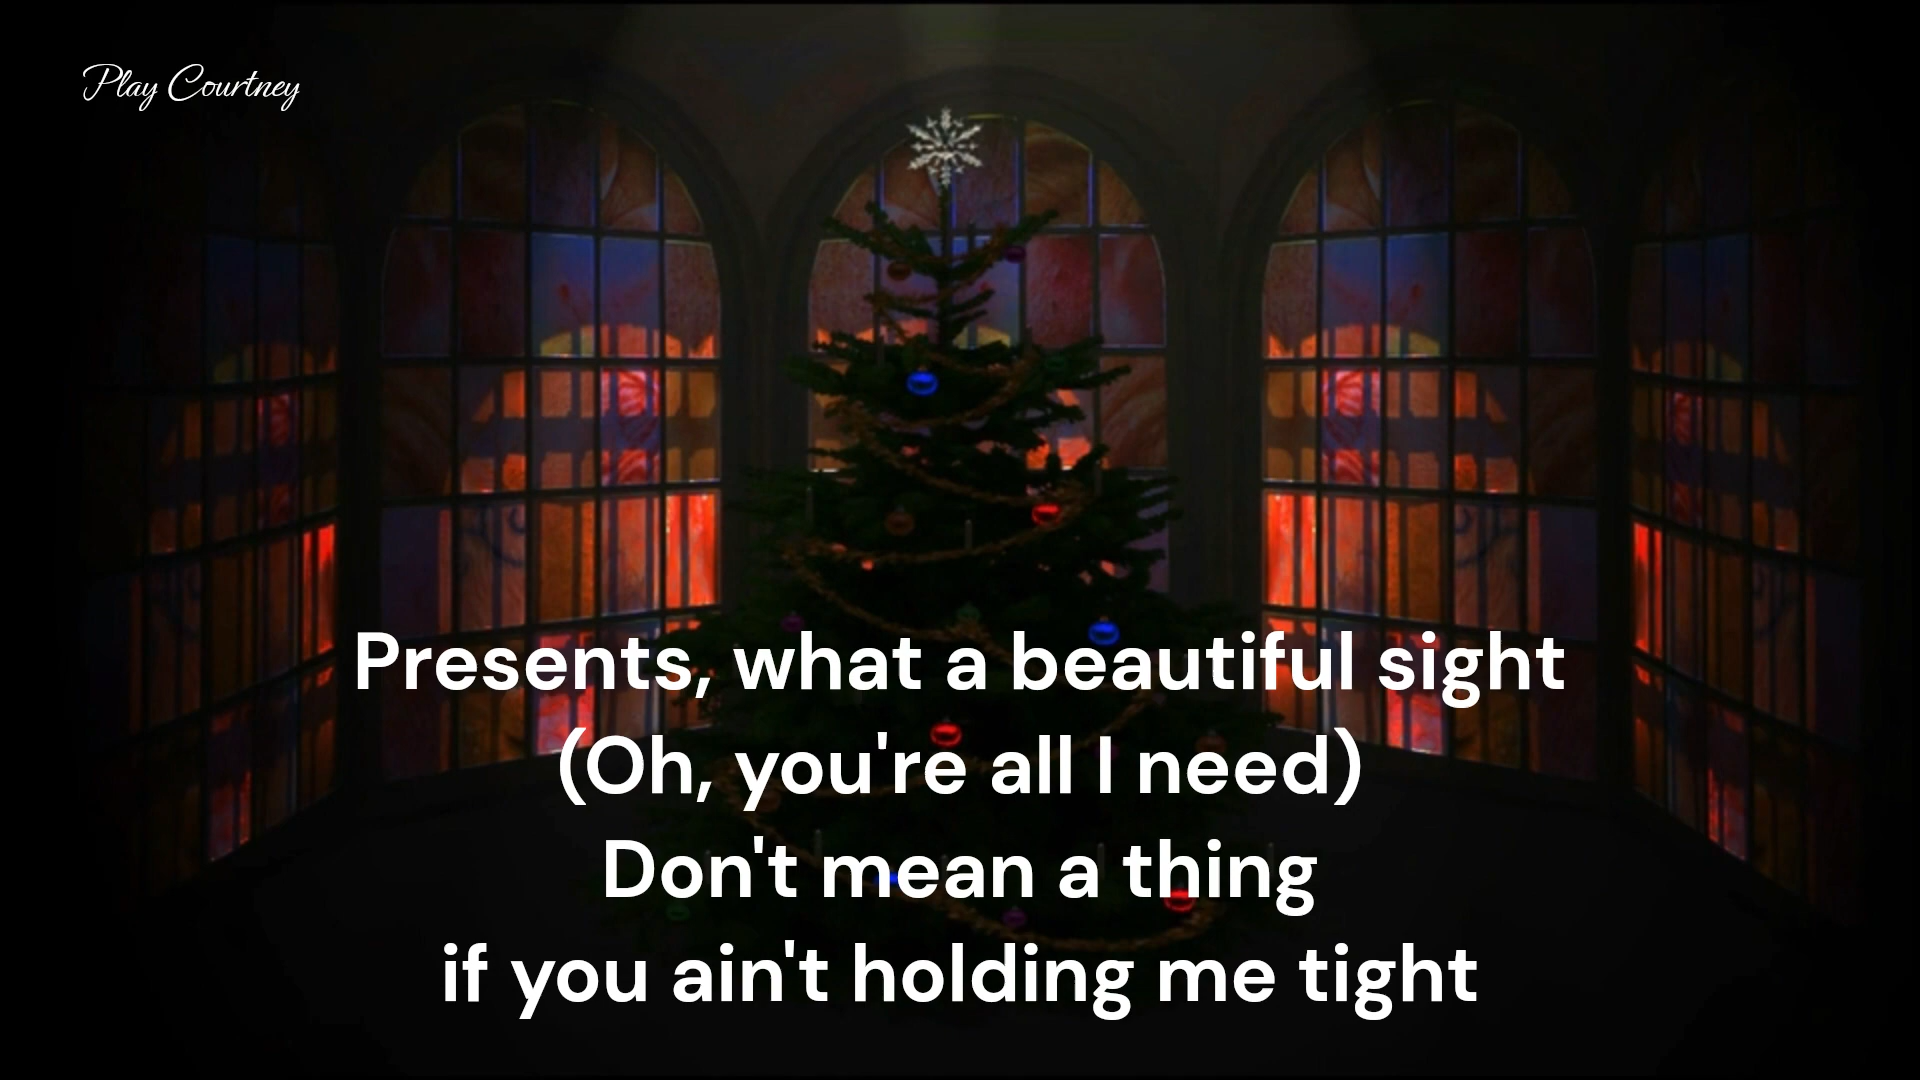 Play Courtney
Presents, what a beautiful sight
(Oh, you're all I need)
Don't mean a thing
if you ain't holding me tight